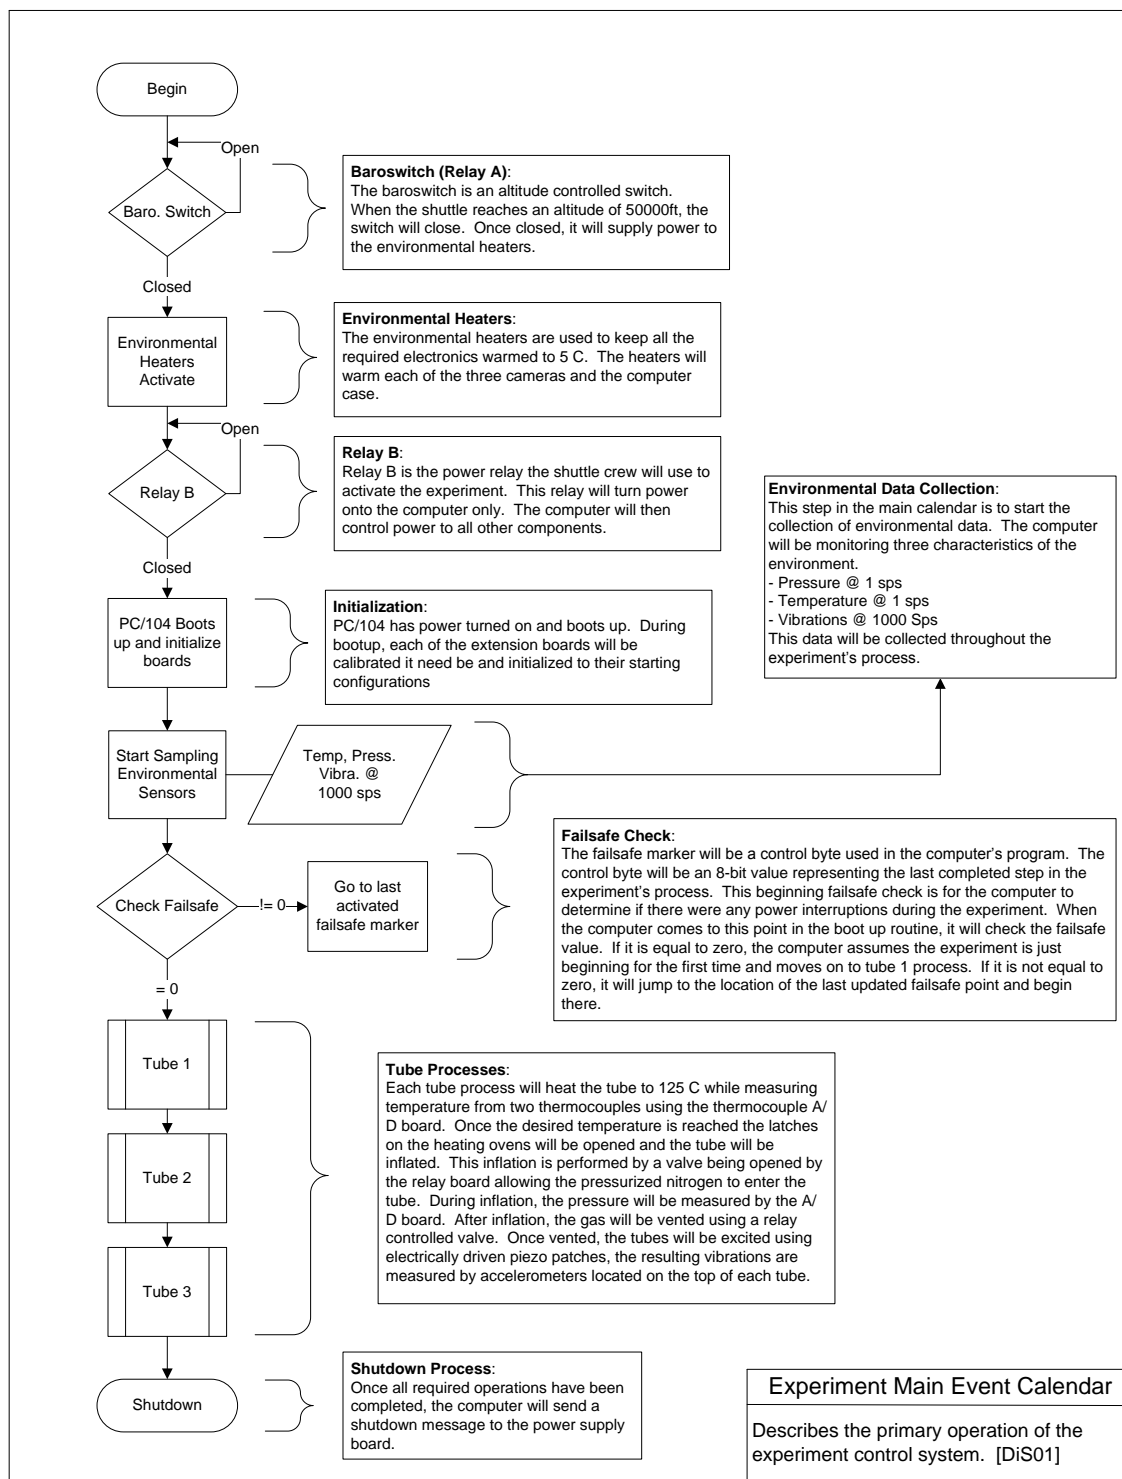 Begin
Open
Baro. Switch
Baroswitch (Relay A):
The baroswitch is an altitude controlled switch.
When the shuttle reaches an altitude of 50000ft, the
switch will close.  Once closed, it will supply power to
the environmental heaters.
Closed
Environmental
Heaters
Activate
Environmental Heaters:
The environmental heaters are used to keep all the
required electronics warmed to 5 C.  The heaters will
warm each of the three cameras and the computer
case.
Open
Relay B
Relay B:
Relay B is the power relay the shuttle crew will use to
activate the experiment.  This relay will turn power
onto the computer only.  The computer will then
control power to all other components.
Environmental Data Collection:
This step in the main calendar is to start the
collection of environmental data.  The computer
will be monitoring three characteristics of the
environment.
- Pressure @ 1 sps
- Temperature @ 1 sps
- Vibrations @ 1000 Sps
This data will be collected throughout the
experiment's process.
Closed
PC/104 Boots
up and initialize
boards
Initialization:
PC/104 has power turned on and boots up.  During
bootup, each of the extension boards will be
calibrated it need be and initialized to their starting
configurations
Start Sampling
Environmental
Sensors
Temp, Press.
Vibra. @
1000 sps
Check Failsafe
!= 0
Go to last
activated
failsafe marker
Failsafe Check:
The failsafe marker will be a control byte used in the computer's program.  The
control byte will be an 8-bit value representing the last completed step in the
experiment's process.  This beginning failsafe check is for the computer to
determine if there were any power interruptions during the experiment.  When
the computer comes to this point in the boot up routine, it will check the failsafe
value.  If it is equal to zero, the computer assumes the experiment is just
beginning for the first time and moves on to tube 1 process.  If it is not equal to
zero, it will jump to the location of the last updated failsafe point and begin
there.
= 0
Tube 1
Tube 2
Tube 3
Tube Processes:
Each tube process will heat the tube to 125 C while measuring
temperature from two thermocouples using the thermocouple A/
D board.  Once the desired temperature is reached the latches
on the heating ovens will be opened and the tube will be
inflated.  This inflation is performed by a valve being opened by
the relay board allowing the pressurized nitrogen to enter the
tube.  During inflation, the pressure will be measured by the A/
D board.  After inflation, the gas will be vented using a relay
controlled valve.  Once vented, the tubes will be excited using
electrically driven piezo patches, the resulting vibrations are
measured by accelerometers located on the top of each tube.
Shutdown
Shutdown Process:
Once all required operations have been
completed, the computer will send a
shutdown message to the power supply
board.
Experiment Main Event Calendar
Describes the primary operation of the
experiment control system.  [DiS01]